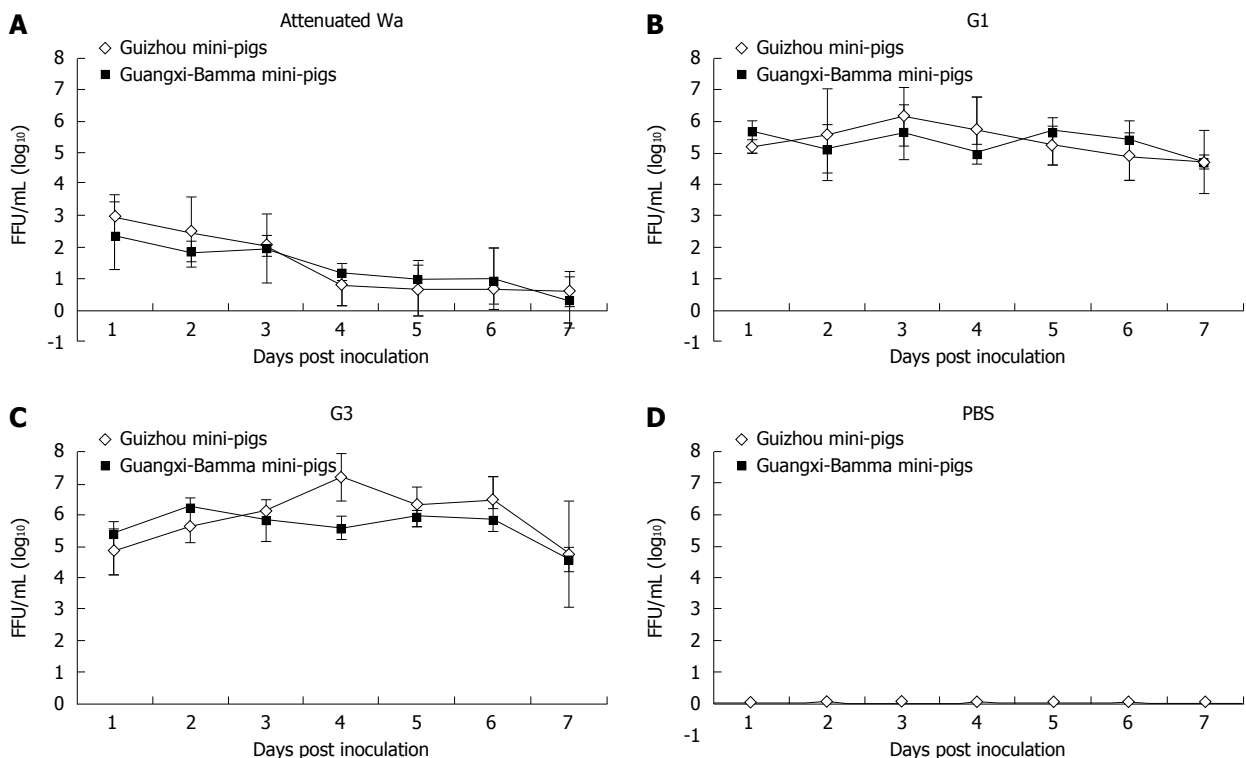 A
Attenuated Wa
Guizhou mini-pigs
Guangxi-Bamma mini-pigs
FFU/mL (log₁₀)
8
7
6
5
4
3
2
1
0
-1
1 2 3 4 5 6 7
Days post inoculation
B
G1
Guizhou mini-pigs
Guangxi-Bamma mini-pigs
FFU/mL (log₁₀)
8
7
6
5
4
3
2
1
0
-1
1 2 3 4 5 6 7
Days post inoculation
C
G3
Guizhou mini-pigs
Guangxi-Bamma mini-pigs
FFU/mL (log₁₀)
8
7
6
5
4
3
2
1
0
1 2 3 4 5 6 7
Days post inoculation
D
PBS
Guizhou mini-pigs
Guangxi-Bamma mini-pigs
FFU/mL (log₁₀)
8
7
6
5
4
3
2
1
0
-1
1 2 3 4 5 6 7
Days post inoculation